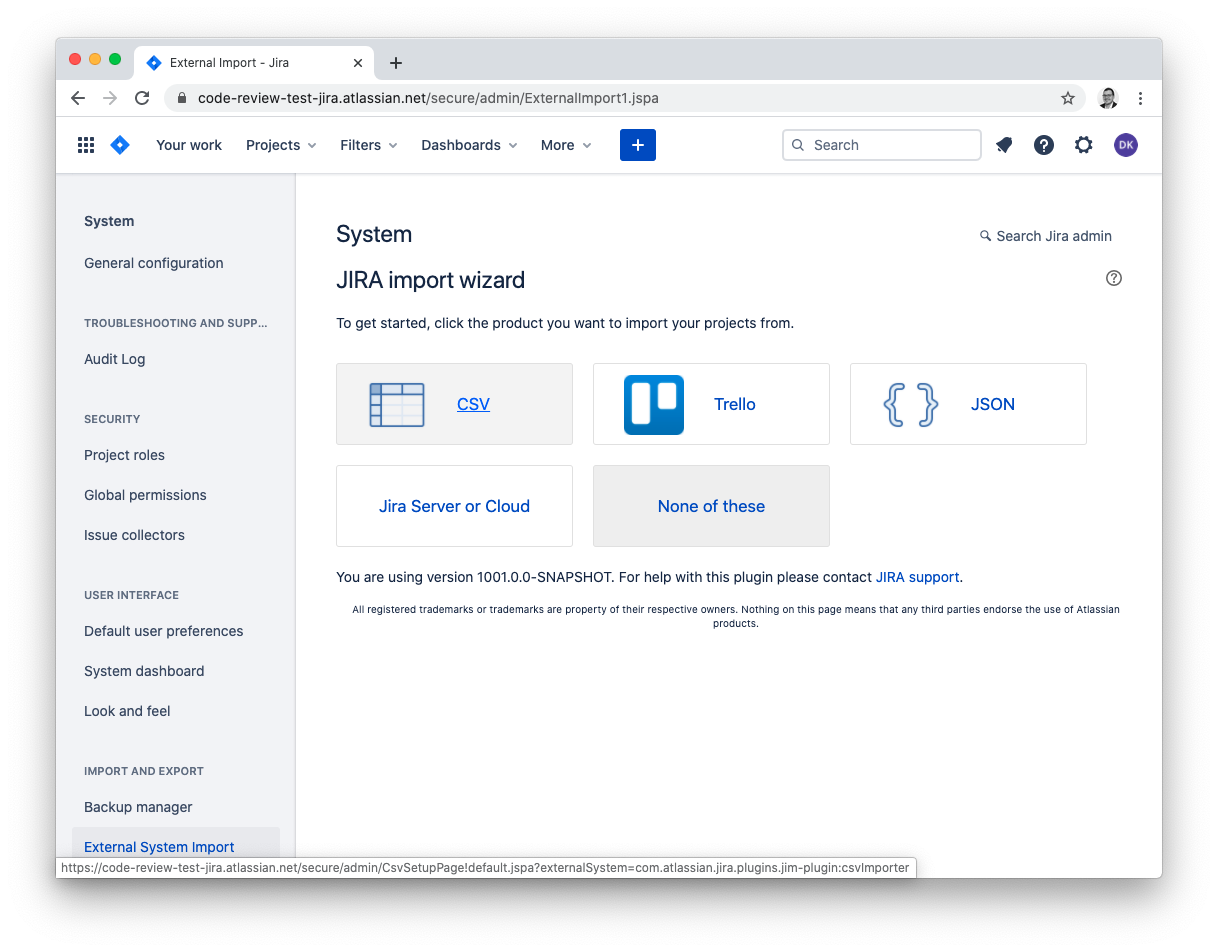 External Import - Jira
code-review-test-jira.atlassian.net/secure/admin/ExternalImport1.jspa
Your work Projects Filters Dashboards More + Search DK
System
General configuration
TROUBLESHOOTING AND SUPP...
Audit Log
SECURITY
Project roles
Global permissions
Issue collectors
USER INTERFACE
Default user preferences
System dashboard
Look and feel
IMPORT AND EXPORT
Backup manager
External System Import
System
Search Jira admin
JIRA import wizard
To get started, click the product you want to import your projects from.
CSV
Trello
JSON
Jira Server or Cloud
None of these
You are using version 1001.0.0-SNAPSHOT. For help with this plugin please contact JIRA support.
All registered trademarks or trademarks are property of their respective owners. Nothing on this page means that any third parties endorse the use of Atlassian
products.
https://code-review-test-jira.atlassian.net/secure/admin/CsvSetupPage!default.jspa?externalSystem=com.atlassian.jira.plugins.jim-plugin:csvImporter